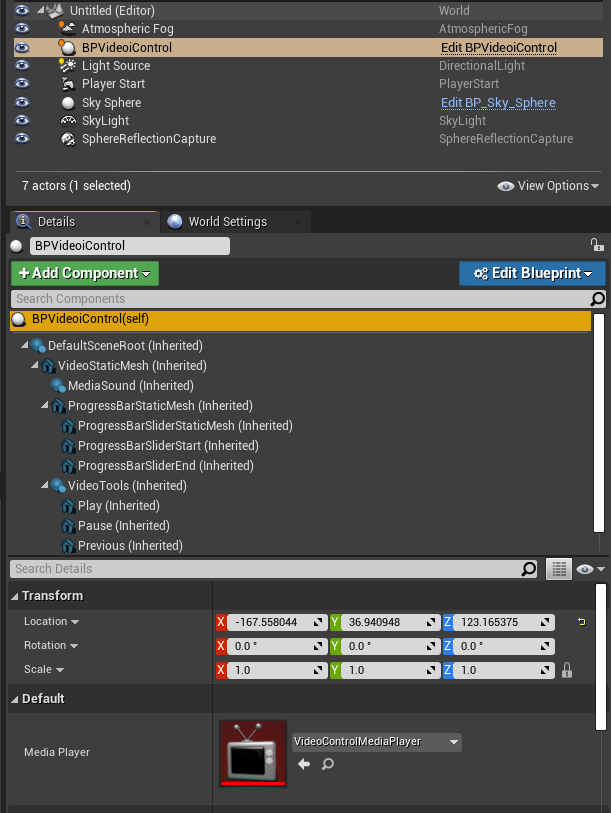 Untitled (Editor) World
Atmospheric Fog AtmosphericFog
BPVideoiControl Edit BPVideoiControl
Light Source DirectionalLight
Player Start PlayerStart
Sky Sphere Edit BP_Sky_Sphere
SkyLight SkyLight
SphereReflectionCapture SphereReflectionCapture
7 actors (1 selected) View Options
Details World Settings
BPVideoiControl
+ Add Component Edit Blueprint
Search Components
BPVideoiControl(self)
DefaultSceneRoot (Inherited)
VideoStaticMesh (Inherited)
MediaSound (Inherited)
ProgressBarStaticMesh (Inherited)
ProgressBarSliderStaticMesh (Inherited)
ProgressBarSliderStart (Inherited)
ProgressBarSliderEnd (Inherited)
VideoTools (Inherited)
Play (Inherited)
Pause (Inherited)
Previous (Inherited)
Search Details
Transform
Location X -167.558044 Y 36.940948 Z 123.165375
Rotation X 0.0 ° Y 0.0 ° Z 0.0 °
Scale X 1.0 Y 1.0 Z 1.0
Default
Media Player VideoControlMediaPlayer